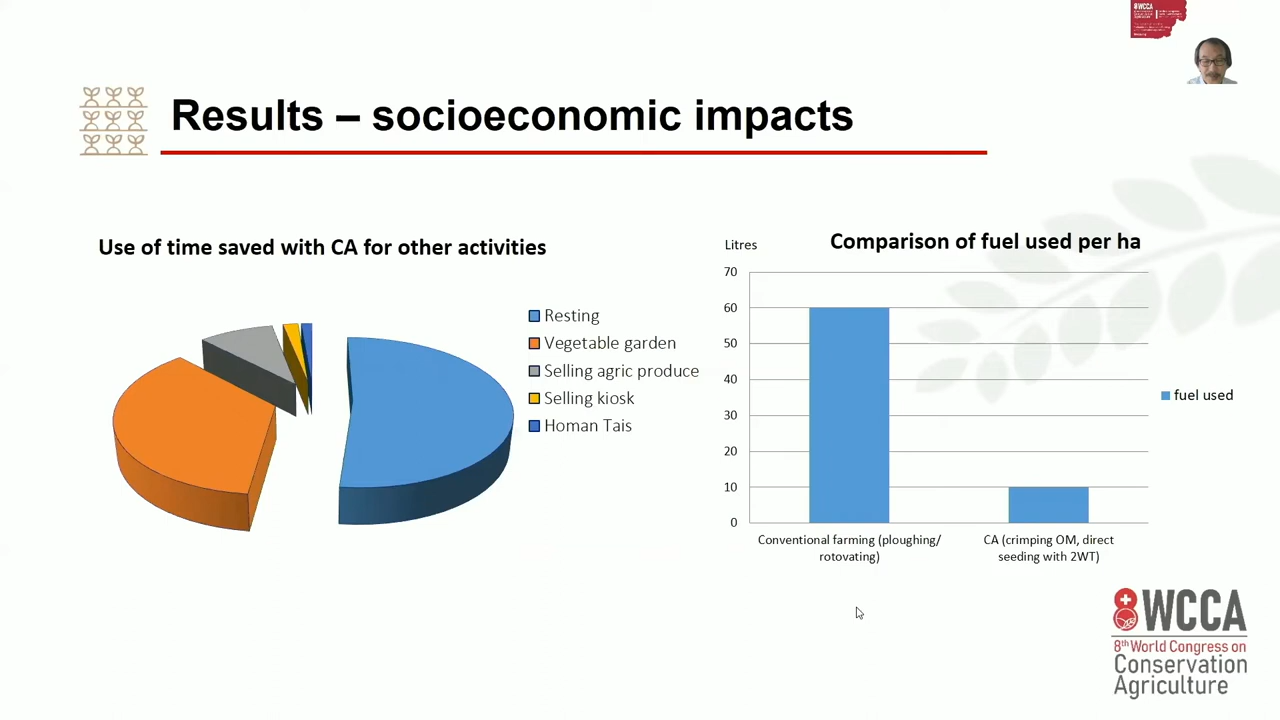 8WCCA
Results – socioeconomic impacts
Use of time saved with CA for other activities
Resting
Vegetable garden
Selling agric produce
Selling kiosk
Homan Tais
Litres
Comparison of fuel used per ha
70
60
50
40
30
20
10
0
fuel used
Conventional farming (ploughing/
rotovating)
CA (crimping OM, direct
seeding with 2WT)
8WCCA
8th World Congress on
Conservation
Agriculture